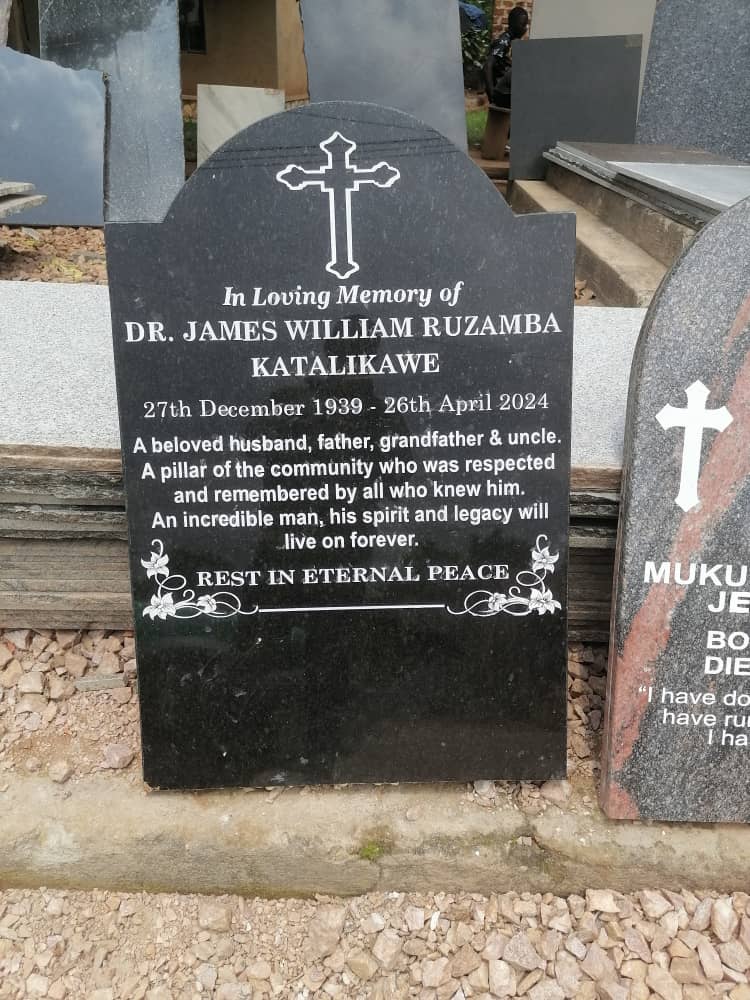 In Loving Memory of
DR. JAMES WILLIAM RUZAMBA
KATALIKAWE
27th December 1939 - 26th April 2024
A beloved husband, father, grandfather & uncle.
A pillar of the community who was respected
and remembered by all who knew him.
An incredible man, his spirit and legacy will
live on forever.
REST IN ETERNAL PEACE
MUKU
JE
BO
DIE
"I have do
have ru
I ha